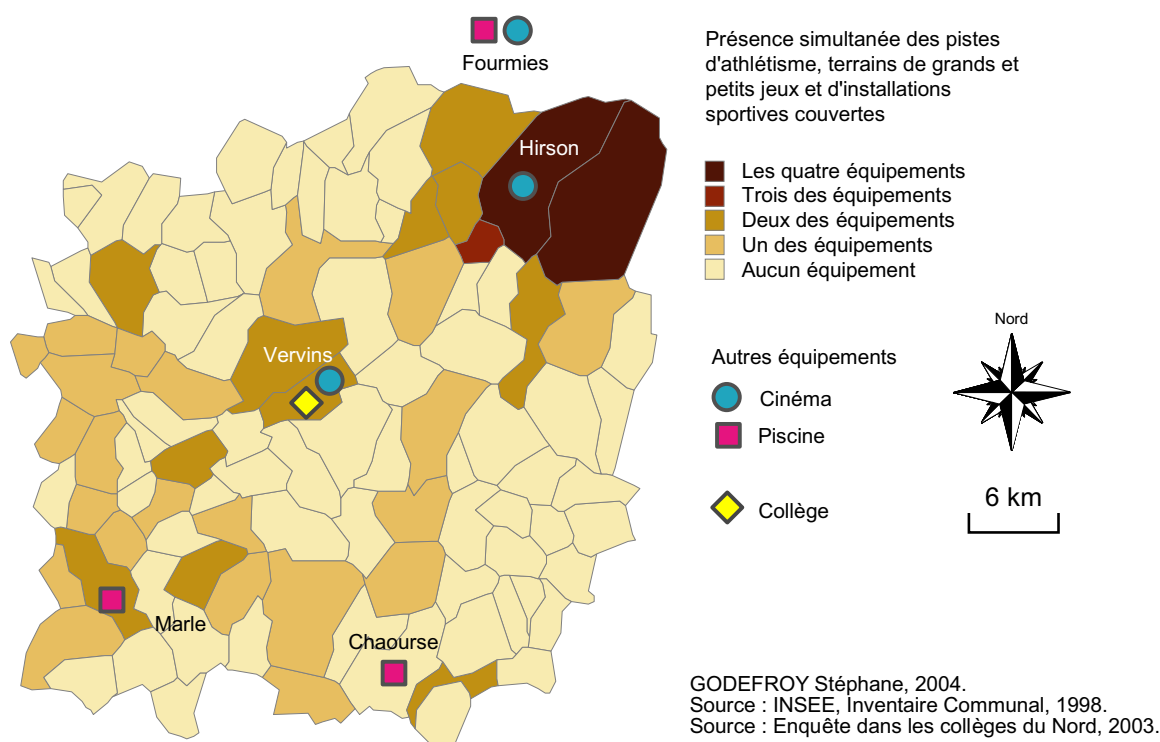 Fournies
Présence simultanée des pistes
d'athlétisme, terrains de grands et
petits jeux et d'installations
sportives couvertes
Hirson
Les quatre équipements
Trois des équipements
Deux des équipements
Un des équipements
Aucun équipement
Nord
Vervins
Autres équipements
Cinéma
Piscine
6 km
Collège
Marle
Chaourse
GODEFROY Stéphane, 2004.
Source : INSEE, Inventaire Communal, 1998.
Source : Enquête dans les collèges du Nord, 2003.